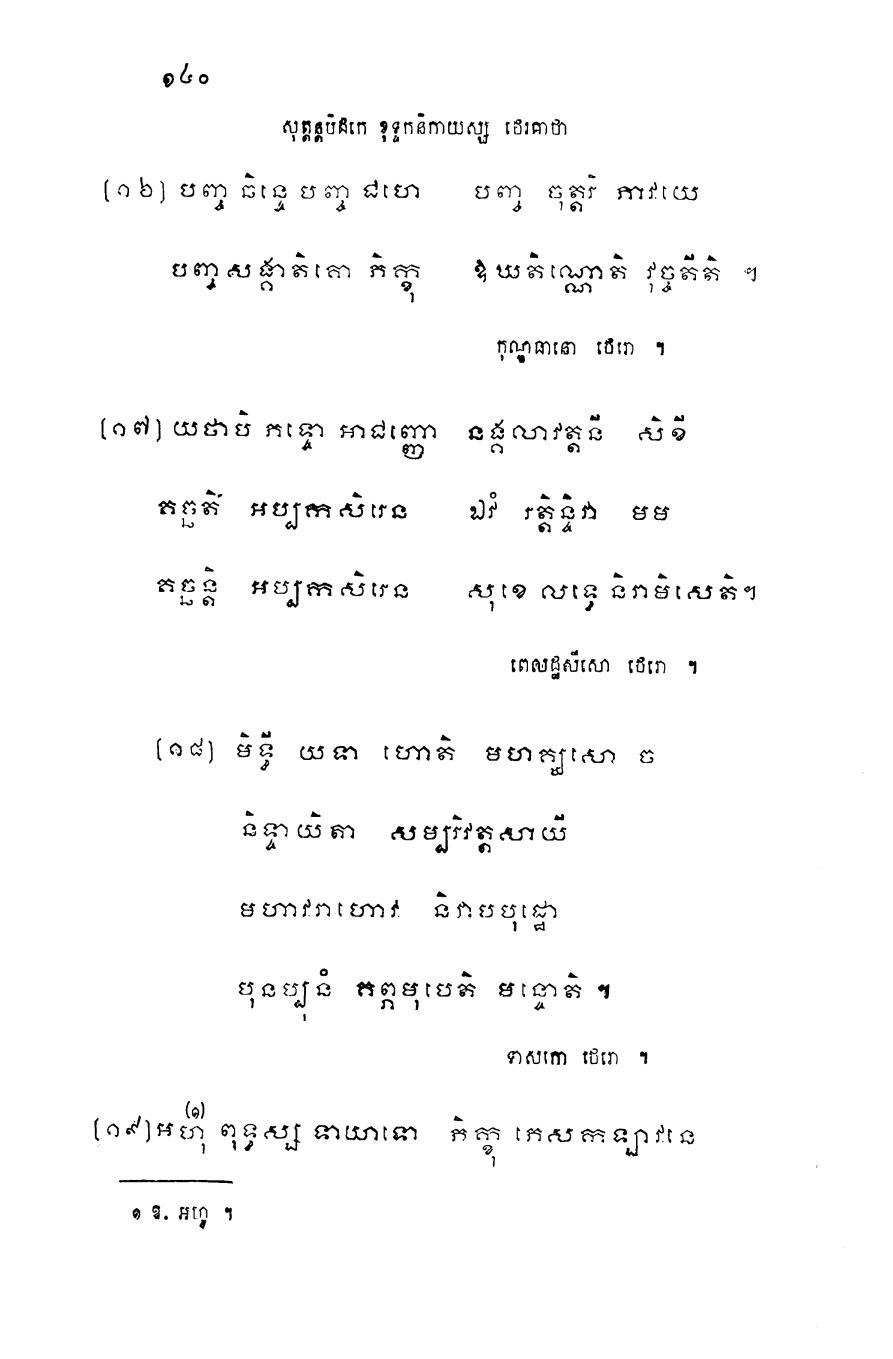 ១៤០
សុត្តន្តបិដកេ ខុទ្ទកនិកាយស្ស ថេរគាថា
(១៦) បញ្ច ឆិន្ទេ បញ្ច ជហេ បញ្ច ចុត្តរិ ភាវយេ
បញ្ចសង្គាតិគោ ភិក្ខុ ឱឃតិណ្ណោតិ វុច្ចតីតិ ។
កុណ្ឌធានោ ថេរោ ។
(១៧) យថាបិ ភទ្ទោ អាជញ្ញោ នង្គលាវត្តនី សិខី
គច្ឆតិ អប្បកសិរេន ឯវំ រត្តិន្ទិវា មម
គច្ឆន្តិ អប្បកសិរេន សុខេ លទ្ធេ និរាមិសេតិ។
ពេលដ្ឋសីសោ ថេរោ ។
(១៨) មិទ្ធី យទា ហោតិ មហគ្ឃសោ ច
និទ្ទាយិតា សម្បរិវត្តសាយី
មហាវរាហោវ និវាបបុដ្ឋោ
បុនប្បុនំ គព្ភមុបេតិ មន្ទោតិ ។
ទាសកោ ថេរោ ។
(១៩) អហុ(១) ពុទ្ធស្ស ទាយាទោ ភិក្ខុ ភេសកឡាវនេ
១ ឱ. អហូ ។